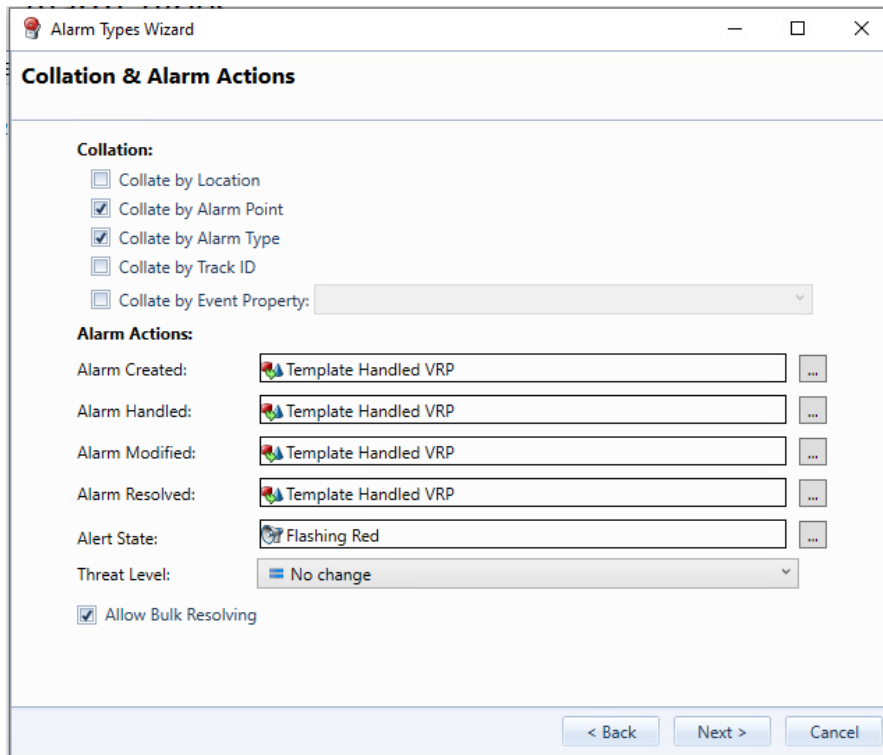 Alarm Types Wizard
Collation & Alarm Actions
Collation:
Collate by Location
Collate by Alarm Point
Collate by Alarm Type
Collate by Track ID
Collate by Event Property:
Alarm Actions:
Alarm Created: Template Handled VRP ...
Alarm Handled: Template Handled VRP ...
Alarm Modified: Template Handled VRP ...
Alarm Resolved: Template Handled VRP ...
Alert State: Flashing Red ...
Threat Level: No change
Allow Bulk Resolving
< Back Next > Cancel